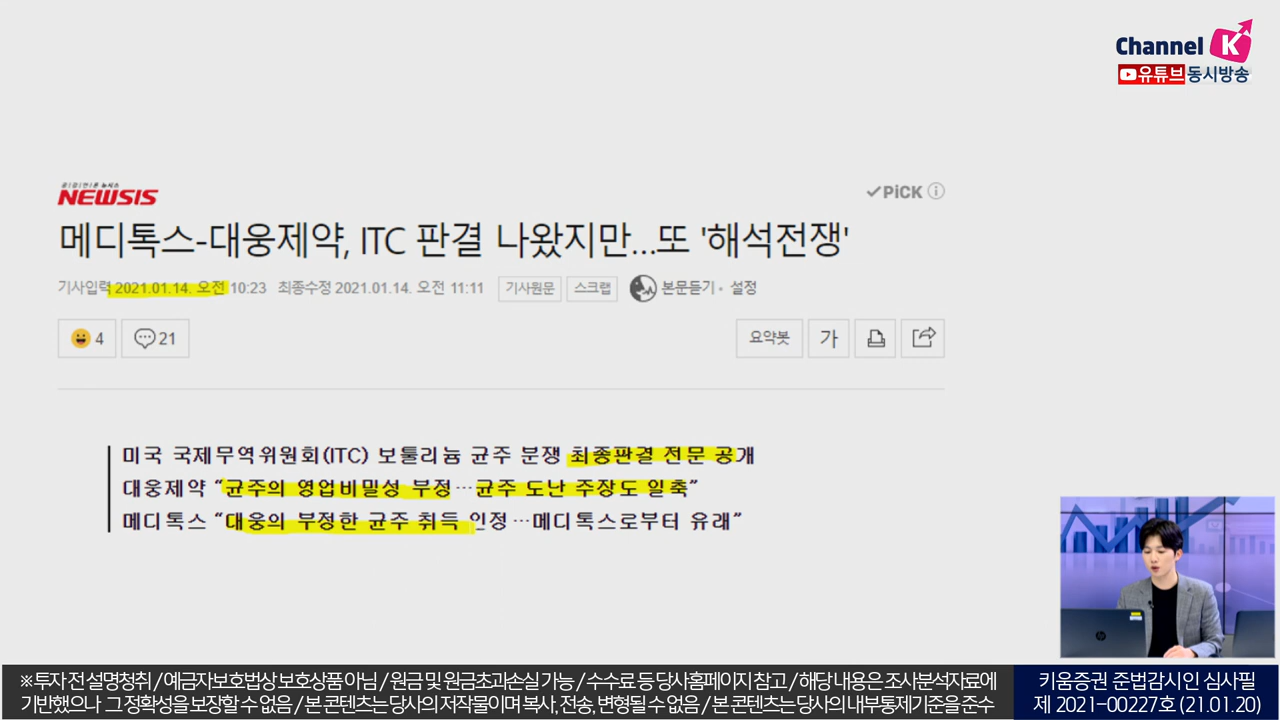 Channel K
유튜브 동시방송
공감언론 뉴시스
NEWSIS
PiCK
메디톡스-대웅제약, ITC 판결 나왔지만...또 '해석전쟁'
기사입력 2021.01.14. 오전 10:23 최종수정 2021.01.14. 오전 11:11 기사원문 스크랩 본문듣기 · 설정
4 21 요약봇 가
미국 국제무역위원회(ITC) 보툴리눔 균주 분쟁 최종판결 전문 공개
대웅제약 “균주의 영업비밀성 부정…균주 도난 주장도 일축”
메디톡스 “대웅의 부정한 균주 취득 인정…메디톡스로부터 유래”
※ 투자 전 설명청취 / 예금자보호법상 보호상품 아님 / 원금 및 원금초과손실 가능 / 수수료 등 당사홈페이지 참고 / 해당 내용은 조사분석자료에
기반했으나 그 정확성을 보장할 수 없음 / 본 콘텐츠는 당사의 저작물이며 복사, 전송, 변형될 수 없음 / 본 콘텐츠는 당사의 내부통제기준을 준수
키움증권 준법감시인 심사필
제 2021-00227호 (21.01.20)